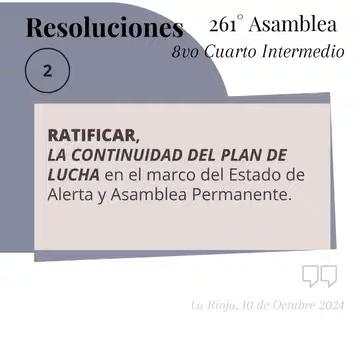 Resoluciones
261° Asamblea
8vo Cuarto Intermedio
2
RATIFICAR,
LA CONTINUIDAD DEL PLAN DE
LUCHA en el marco del Estado de
Alerta y Asamblea Permanente.
La Rioja, 10 de Octubre 2024